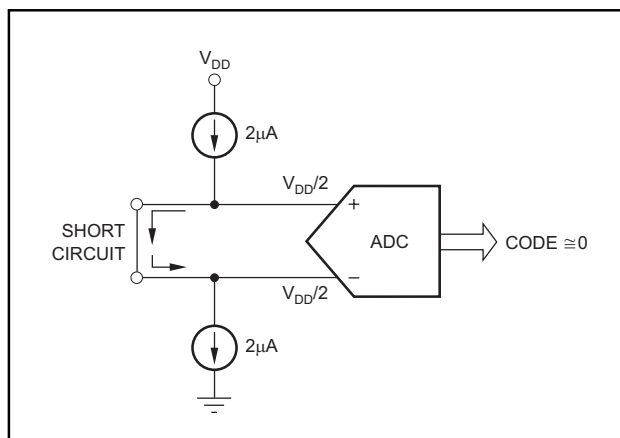 V_DD
2μA
V_DD/2
+
SHORT
CIRCUIT
ADC
CODE ≅0
−
V_DD/2
2μA